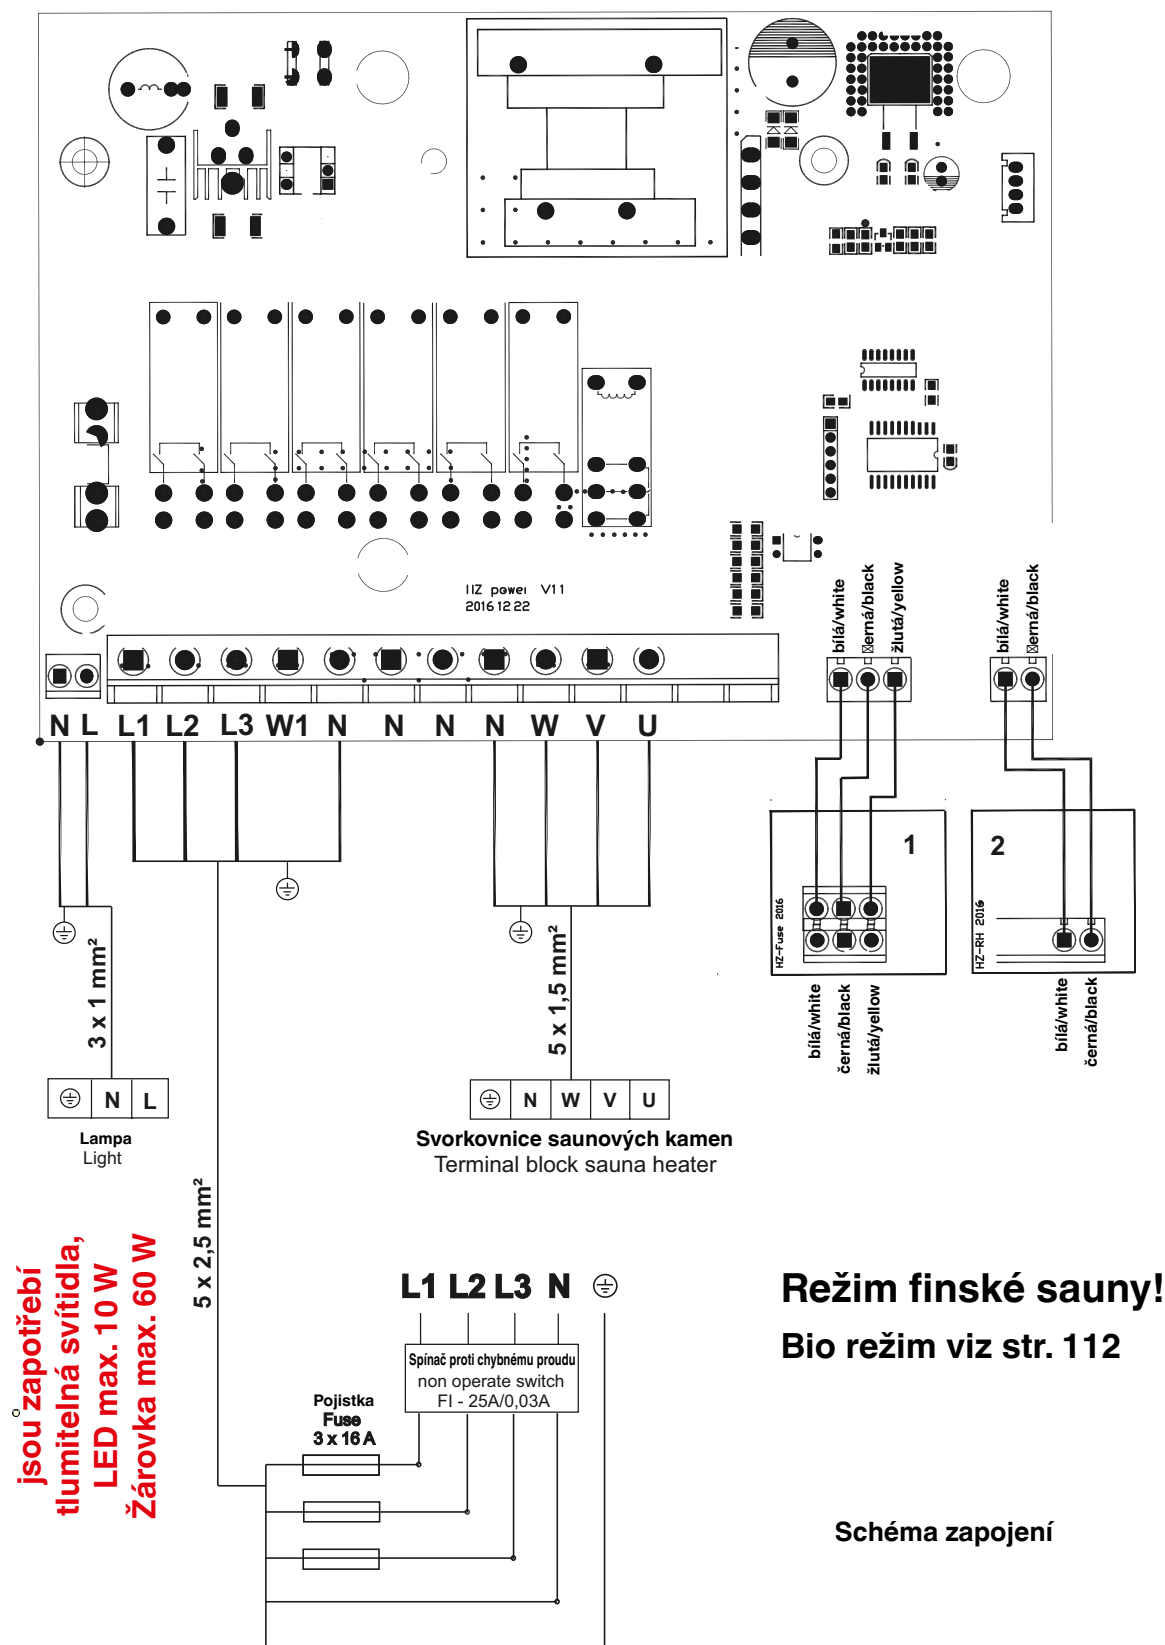 IIZ power V11
2016 12 22
bílá/white
erná/black
žlutá/yellow
bílá/white
erná/black
N L L1 L2 L3 W1 N N N N W V U
1
2
HZ-Fuse 2016
HZ-RH 2016
bílá/white
černá/black
žlutá/yellow
bílá/white
černá/black
3 x 1 mm²
5 x 1,5 mm²
N L
Lampa
Light
N W V U
Svorkovnice saunových kamen
Terminal block sauna heater
5 x 2,5 mm²
jsou zapotřebí
tlumitelná svítidla,
LED max. 10 W
Žárovka max. 60 W
L1 L2 L3 N
Spínač proti chybnému proudu
non operate switch
FI - 25A/0,03A
Pojistka
Fuse
3 x 16 A
Režim finské sauny!
Bio režim viz str. 112
Schéma zapojení